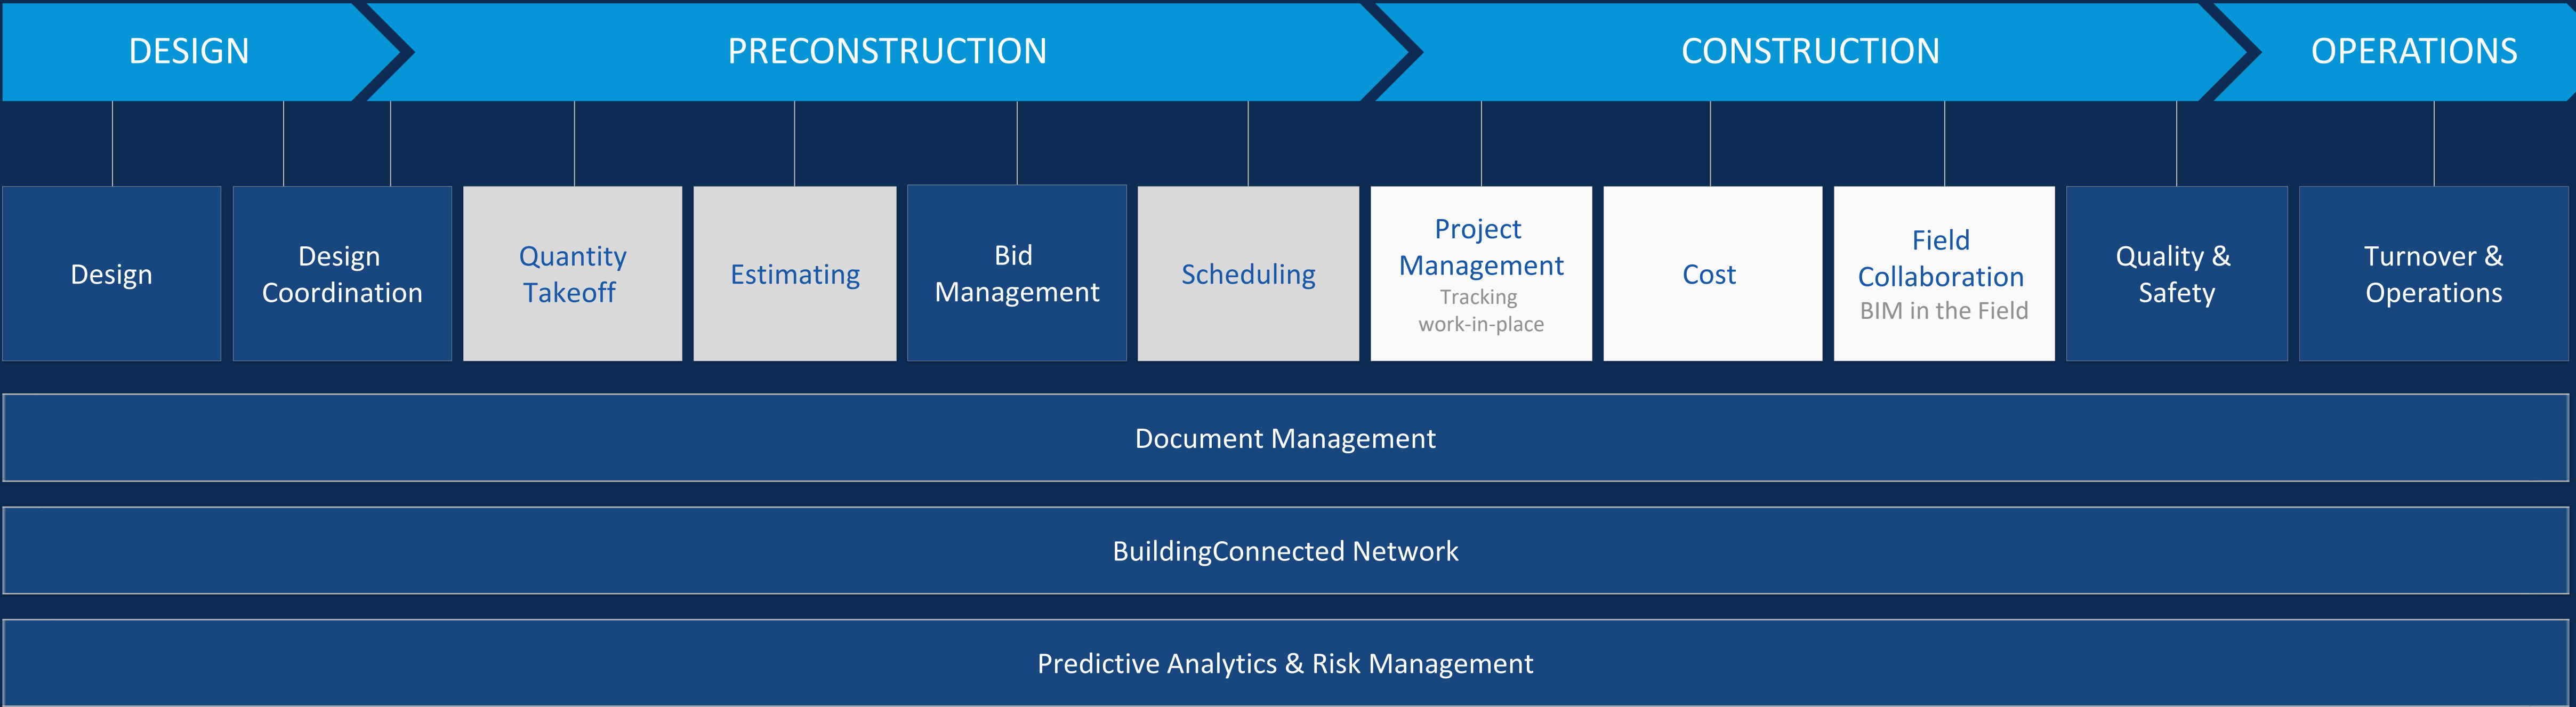 DESIGN
PRECONSTRUCTION
CONSTRUCTION
OPERATIONS
Design
Design
Coordination
Quantity
Takeoff
Estimating
Bid
Management
Scheduling
Project
Management
Tracking
work-in-place
Cost
Field
Collaboration
BIM in the Field
Quality &
Safety
Turnover &
Operations
Document Management
BuildingConnected Network
Predictive Analytics & Risk Management